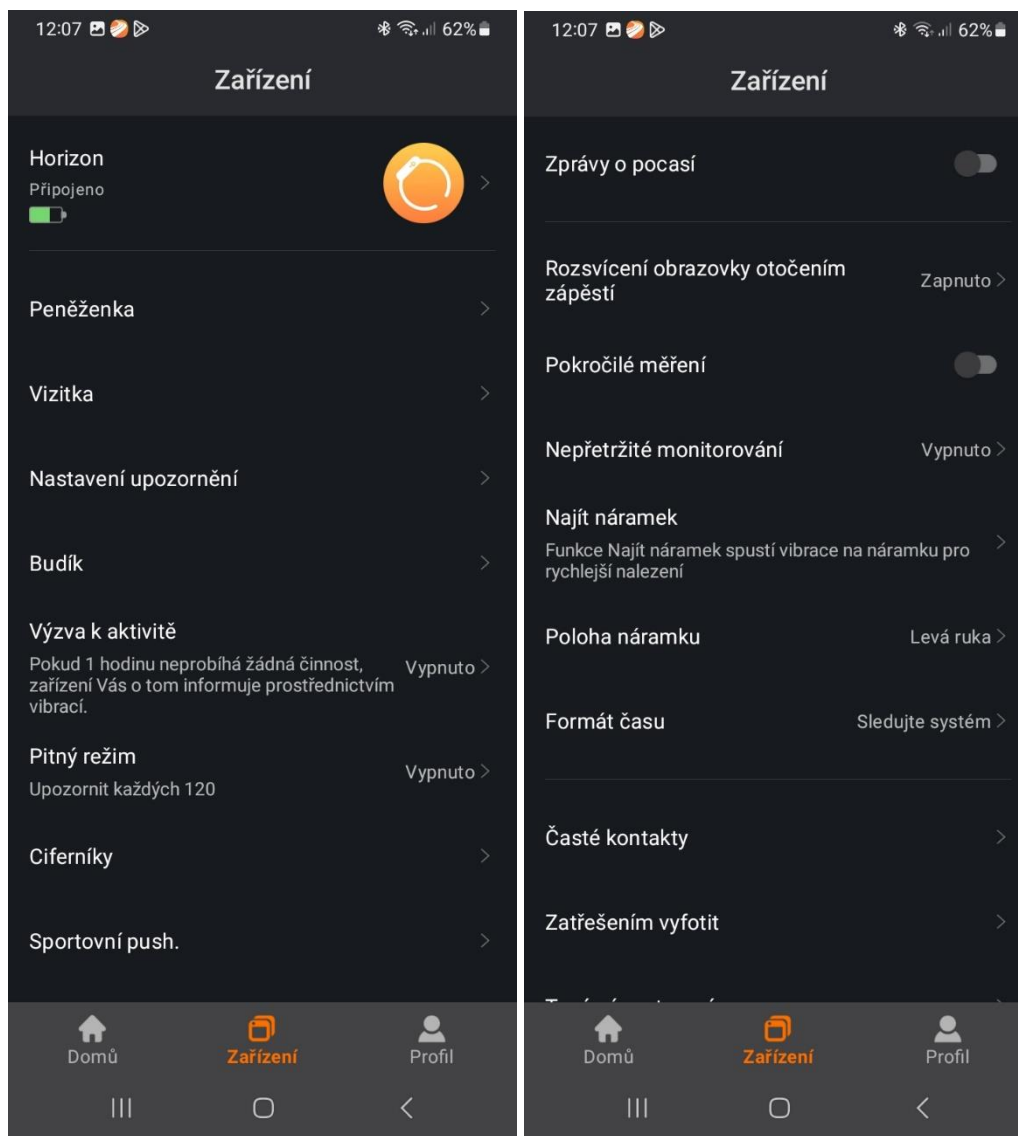 12:07
62%
Zařízení
Horizon
Připojeno
Peněženka
Vizitka
Nastavení upozornění
Budík
Výzva k aktivitě
Pokud 1 hodinu neprobíhá žádná činnost,
zařízení Vás o tom informuje prostřednictvím
vibrací.
Vypnuto
Pitný režim
Upozornit každých 120
Vypnuto
Ciferníky
Sportovní push.
Domů
Zařízení
Profil
12:07
62%
Zařízení
Zprávy o pocasí
Rozsvícení obrazovky otočením
zápěstí
Zapnuto
Pokročilé měření
Nepřetržité monitorování
Vypnuto
Najít náramek
Funkce Najít náramek spustí vibrace na náramku pro
rychlejší nalezení
Poloha náramku
Levá ruka
Formát času
Sledujte systém
Časté kontakty
Zatřešením vyfotit
Domů
Zařízení
Profil